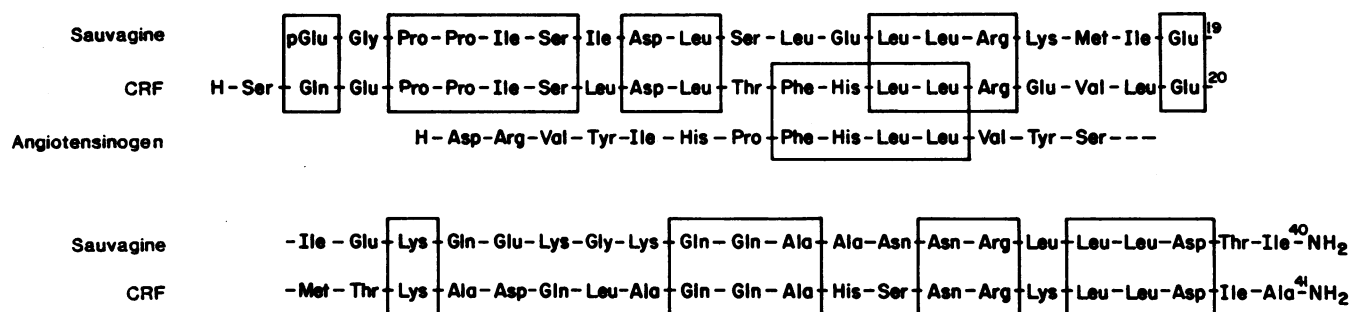 Sauvagine pGlu-Gly-Pro-Pro-Ile-Ser-Ile-Asp-Leu-Ser-Leu-Glu-Leu-Leu-Arg-Lys-Met-Ile-Glu-19
CRF H-Ser-Gln-Glu-Pro-Pro-Ile-Ser-Leu-Asp-Leu-Thr-Phe-His-Leu-Leu-Arg-Glu-Val-Leu-Glu-20
Angiotensinogen H-Asp-Arg-Val-Tyr-Ile-His-Pro-Phe-His-Leu-Leu-Val-Tyr-Ser---
Sauvagine -Ile-Glu-Lys-Gln-Glu-Lys-Gly-Lys-Gln-Gln-Ala-Ala-Asn-Asn-Arg-Leu-Leu-Leu-Asp-Thr-Ile-40 NH2
CRF -Met-Thr-Lys-Ala-Asp-Gln-Leu-Ala-Gln-Gln-Ala-His-Ser-Asn-Arg-Lys-Leu-Leu-Asp-Ile-Ala-41 NH2